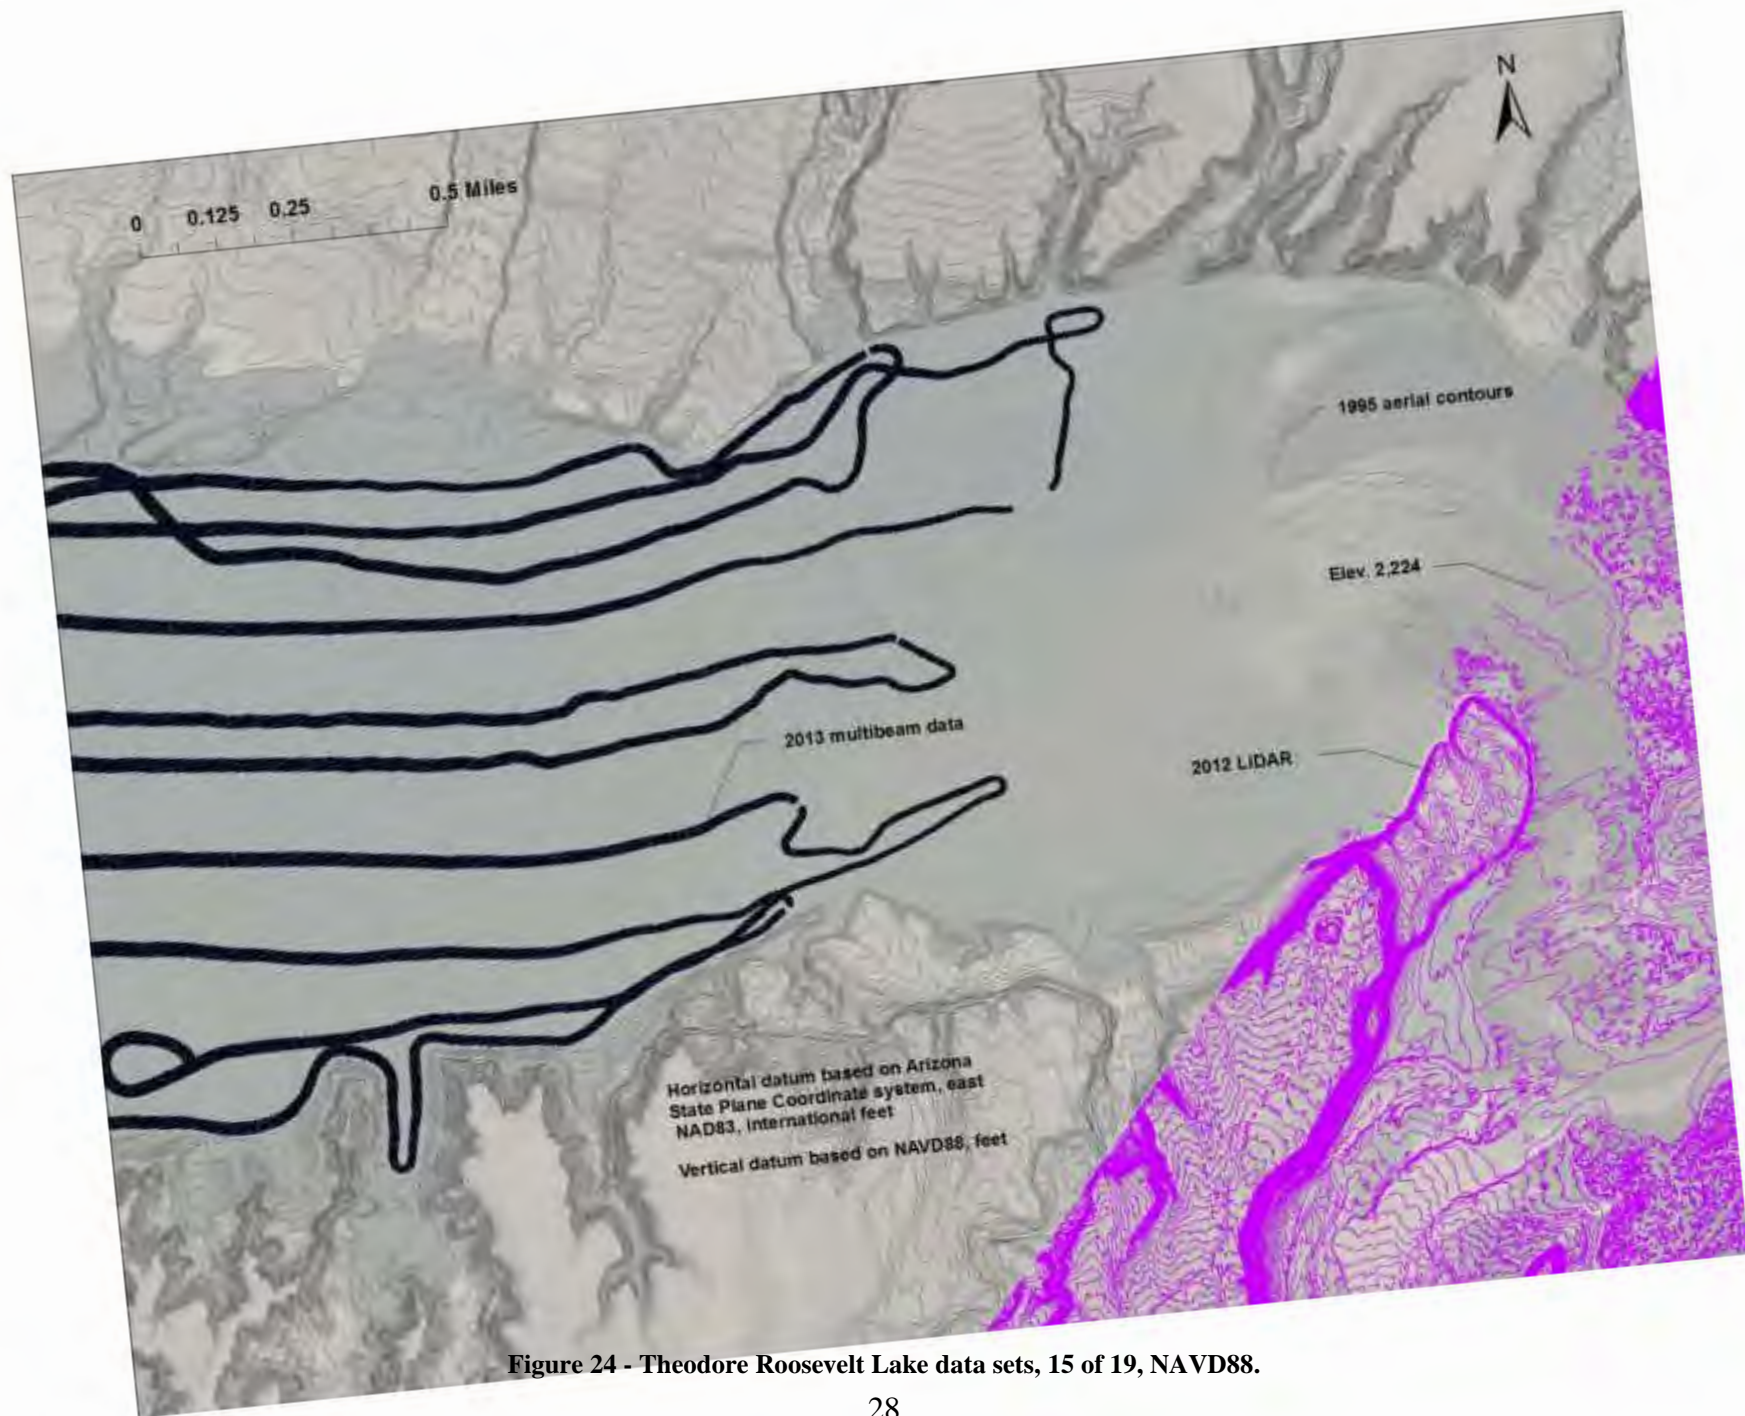 N
0 0.125 0.25 0.5 Miles
1995 aerial contours
Elev. 2,224
2013 multibeam data
2012 LiDAR
Horizontal datum based on Arizona
State Plane Coordinate system, east
NAD83, international feet
Vertical datum based on NAVD88, feet
Figure 24 - Theodore Roosevelt Lake data sets, 15 of 19, NAVD88.
28